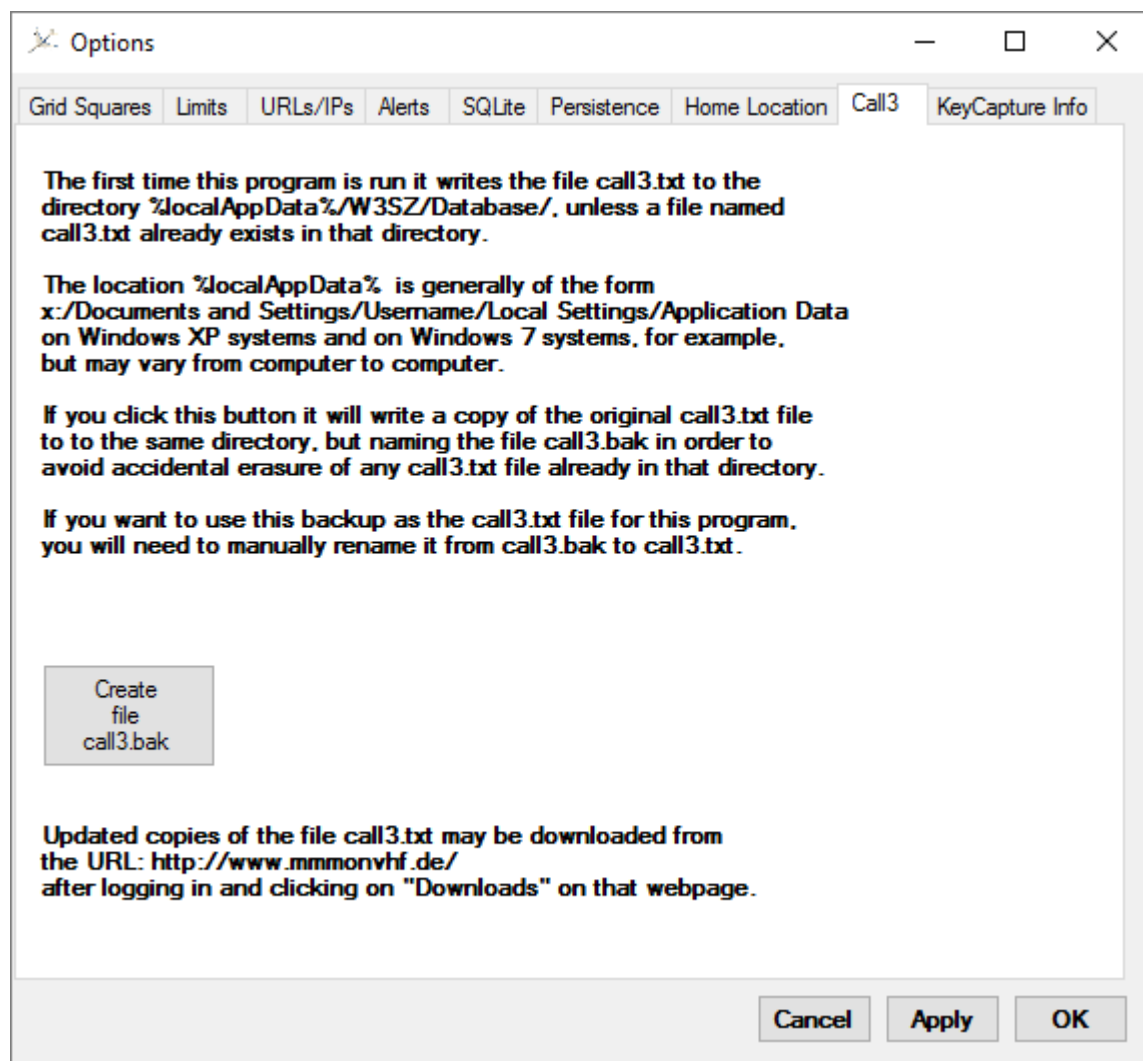 Options
Grid Squares Limits URLs/IPs Alerts SQLite Persistence Home Location Call3 KeyCapture Info
The first time this program is run it writes the file call3.txt to the
directory %localAppData%/W3SZ/Database/, unless a file named
call3.txt already exists in that directory.
The location %localAppData%  is generally of the form
x:/Documents and Settings/Username/Local Settings/Application Data
on Windows XP systems and on Windows 7 systems, for example,
but may vary from computer to computer.
If you click this button it will write a copy of the original call3.txt file
to to the same directory, but naming the file call3.bak in order to
avoid accidental erasure of any call3.txt file already in that directory.
If you want to use this backup as the call3.txt file for this program,
you will need to manually rename it from call3.bak to call3.txt.
Create
file
call3.bak
Updated copies of the file call3.txt may be downloaded from
the URL: http://www.mmmonvhf.de/
after logging in and clicking on "Downloads" on that webpage.
Cancel Apply OK